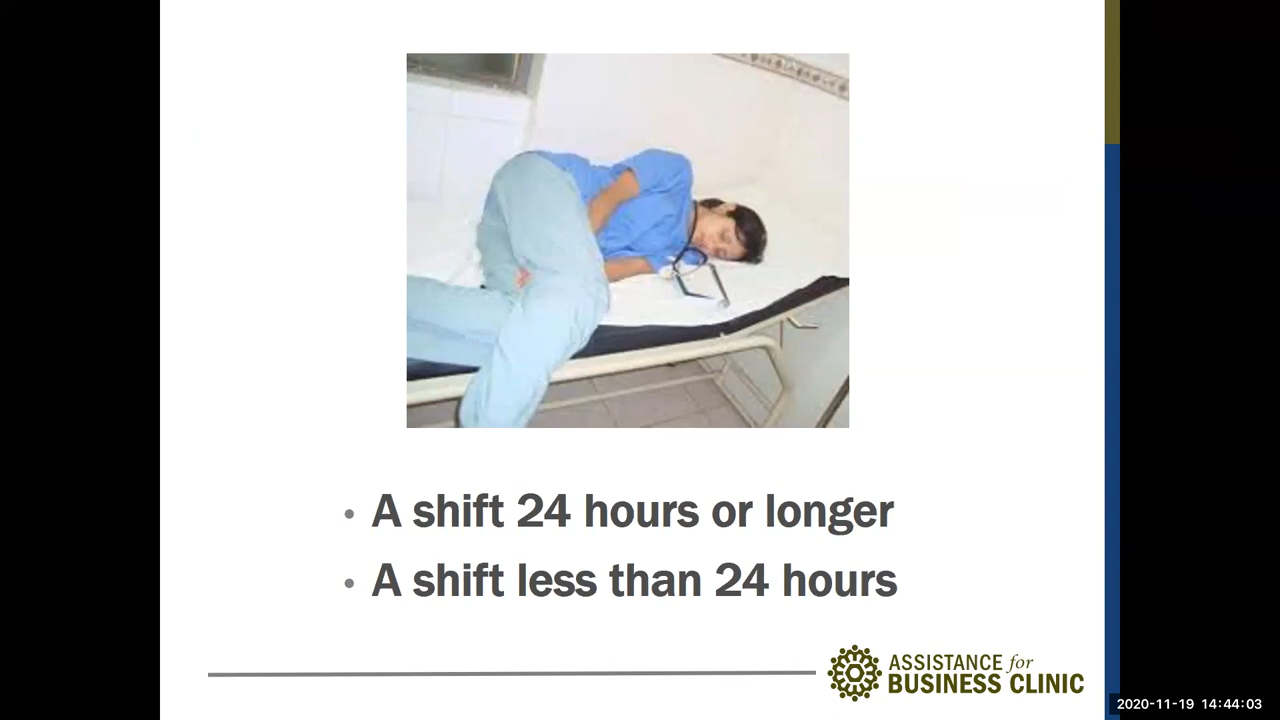 • A shift 24 hours or longer
• A shift less than 24 hours
ASSISTANCE for
BUSINESS CLINIC
2020-11-19 14:44:03